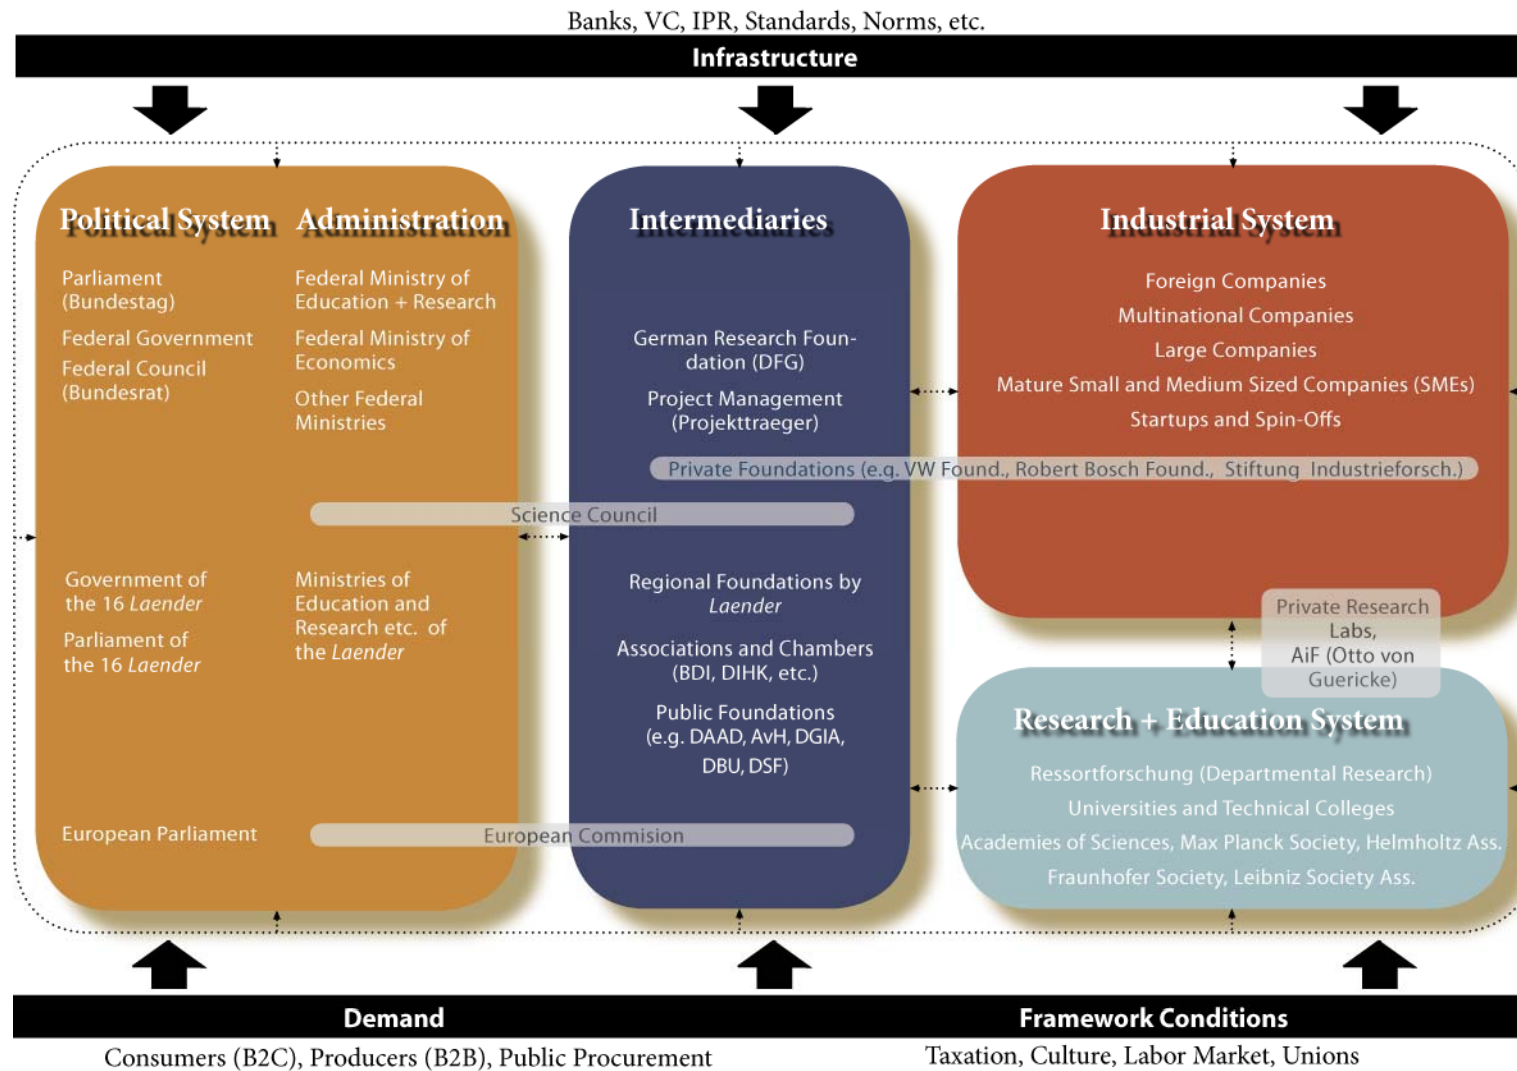 Banks, VC, IPR, Standards, Norms, etc.
Infrastructure
Political System
Parliament
(Bundestag)
Federal Government
Federal Council
(Bundesrat)
Government of
the 16 Laender
Parliament of
the 16 Laender
European Parliament
Administration
Federal Ministry of
Education + Research
Federal Ministry of
Economics
Other Federal
Ministries
Science Council
Ministries of
Education and
Research etc. of
the Laender
European Commision
Intermediaries
German Research Foun-
dation (DFG)
Project Management
(Projekttraeger)
Private Foundations (e.g. VW Found., Robert Bosch Found., Stiftung Industrieforsch.)
Regional Foundations by
Laender
Associations and Chambers
(BDI, DIHK, etc.)
Public Foundations
(e.g. DAAD, AvH, DGIA,
DBU, DSF)
Industrial System
Foreign Companies
Multinational Companies
Large Companies
Mature Small and Medium Sized Companies (SMEs)
Startups and Spin-Offs
Private Research
Labs,
AiF (Otto von
Guericke)
Research + Education System
Ressortforschung (Departmental Research)
Universities and Technical Colleges
Academies of Sciences, Max Planck Society, Helmholtz Ass.
Fraunhofer Society, Leibniz Society Ass.
Demand
Consumers (B2C), Producers (B2B), Public Procurement
Framework Conditions
Taxation, Culture, Labor Market, Unions